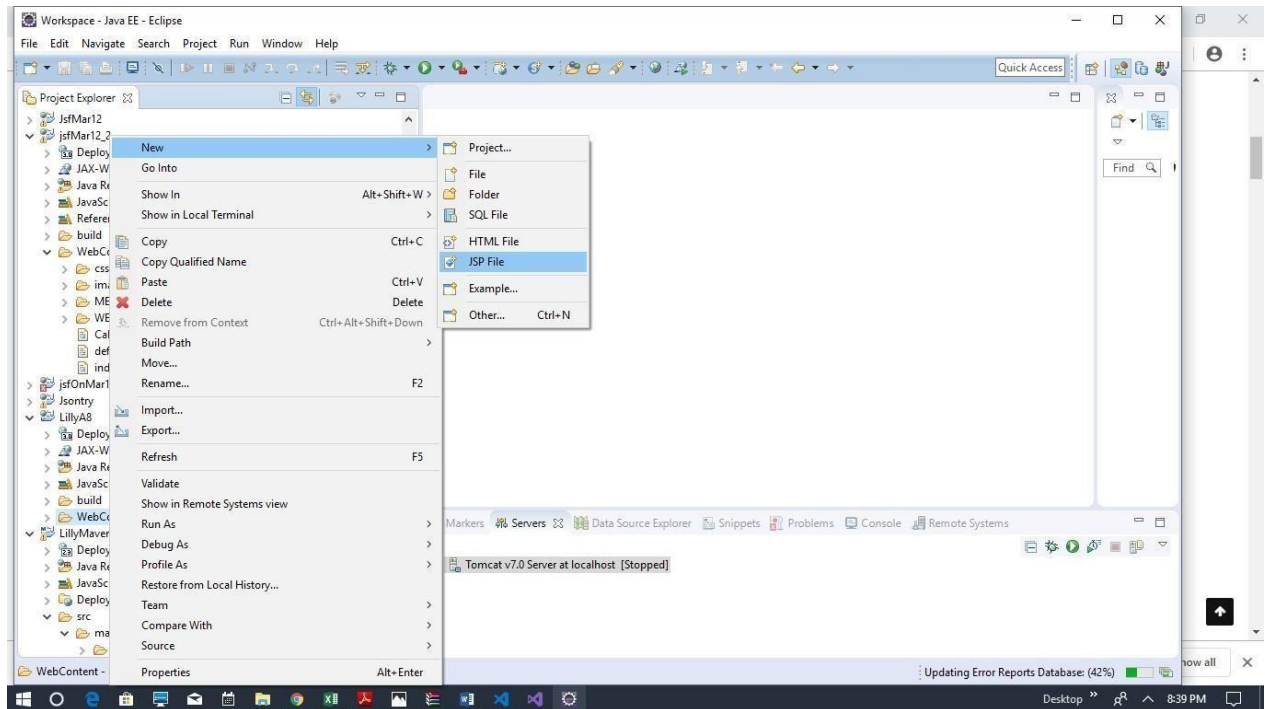 Workspace - Java EE - Eclipse
File Edit Navigate Search Project Run Window Help
Quick Access
Project Explorer
JsfMar12
jsfMar12_2
Deploy
JAX-W
Java Re
JavaSc
Referen
build
WebCo
css
ima
ME
WE
Cal
def
ind
jsfOnMar1
Jsontry
LillyA8
Deploy
JAX-W
Java Re
JavaSc
build
WebCo
LillyMaven
Deploy
Java Re
JavaSc
Deploy
src
ma
New
Go Into
Show In Alt+Shift+W
Show in Local Terminal
Copy Ctrl+C
Copy Qualified Name
Paste Ctrl+V
Delete Delete
Remove from Context Ctrl+Alt+Shift+Down
Build Path
Move...
Rename... F2
Import...
Export...
Refresh F5
Validate
Show in Remote Systems view
Run As
Debug As
Profile As
Restore from Local History...
Team
Compare With
Source
Properties Alt+Enter
Project...
File
Folder
SQL File
HTML File
JSP File
Example...
Other... Ctrl+N
Find
Markers Servers Data Source Explorer Snippets Problems Console Remote Systems
Tomcat v7.0 Server at localhost [Stopped]
WebContent -
Updating Error Reports Database: (42%)
how all
Desktop
8:39 PM